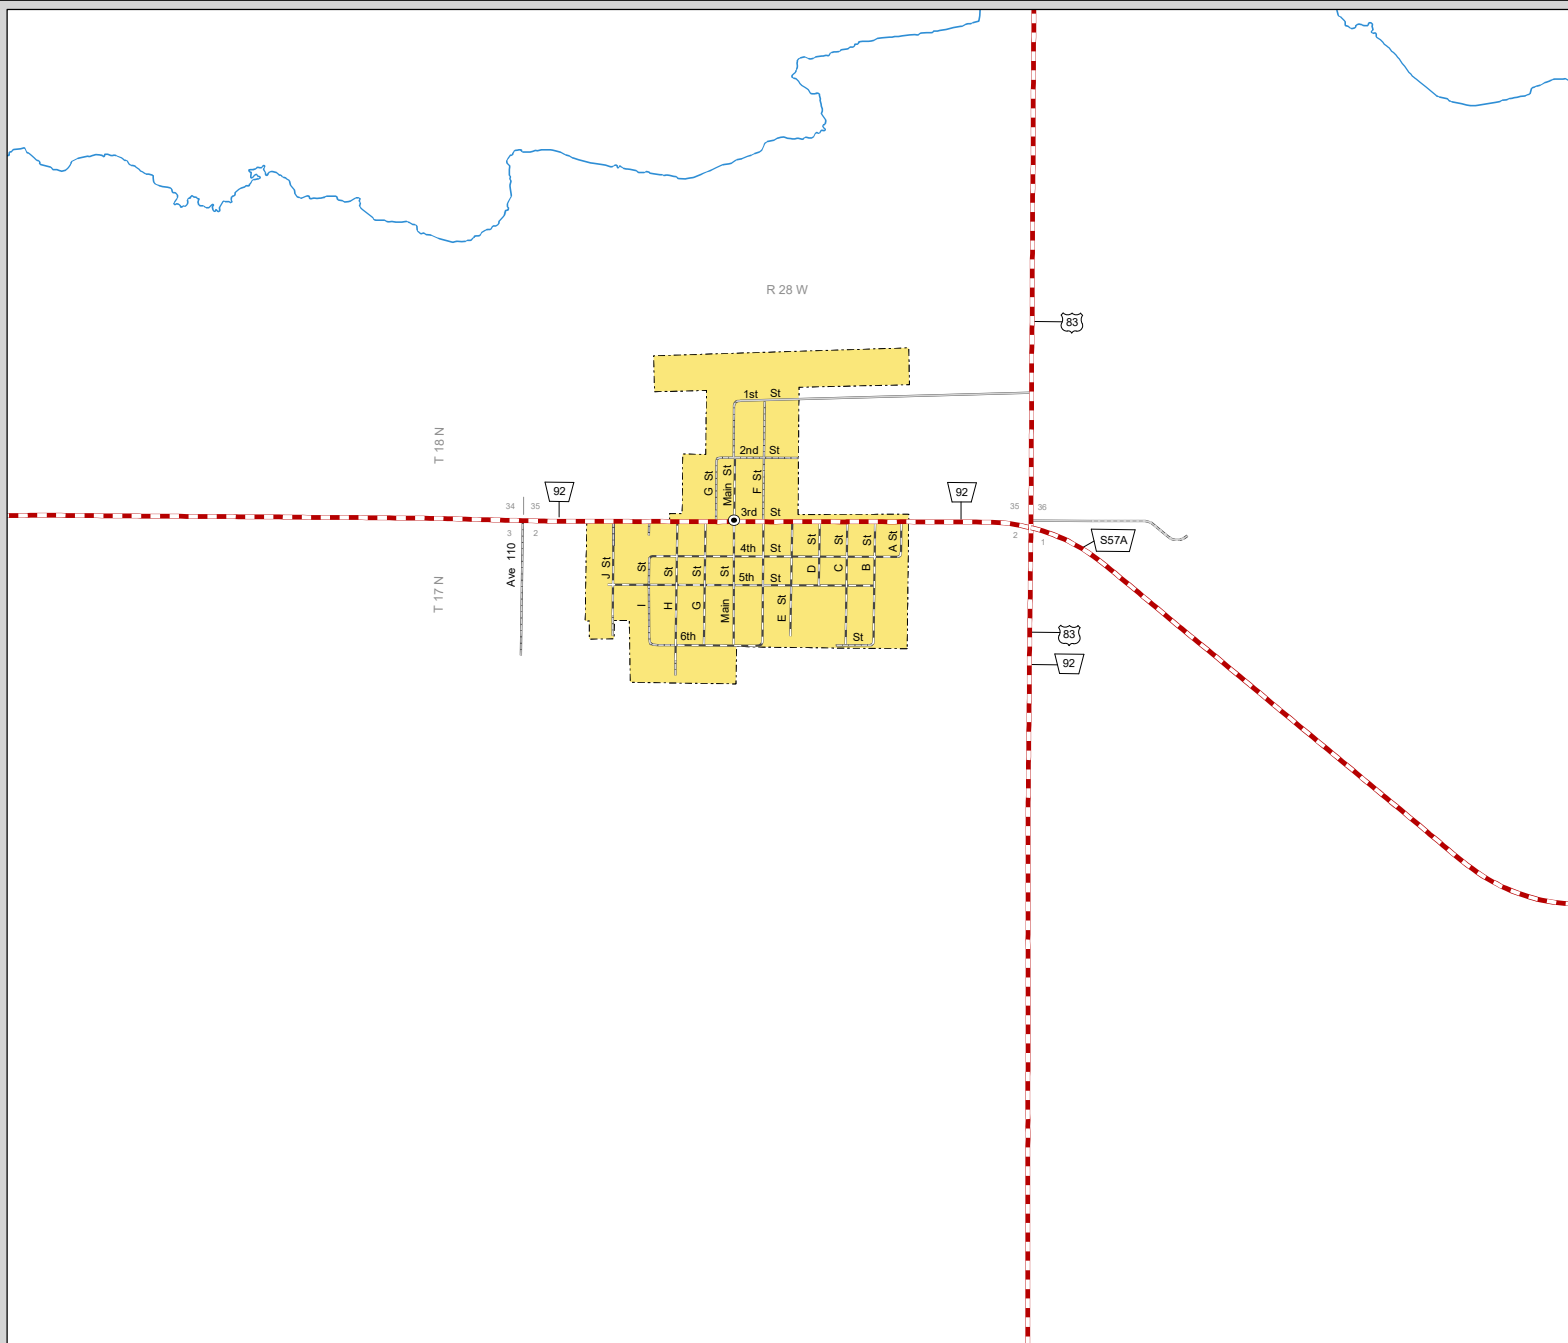 R 28 W
83
1st St
T 18 N
2nd St
G St
Main St
F St
92
92
34 35
35 36
3rd St
3 2
2 1
S57A
Ave 110
J St
I St
H St
G St
Main St
4th St
5th St
E St
D St
C St
B St
A St
T 17 N
6th St
83
92